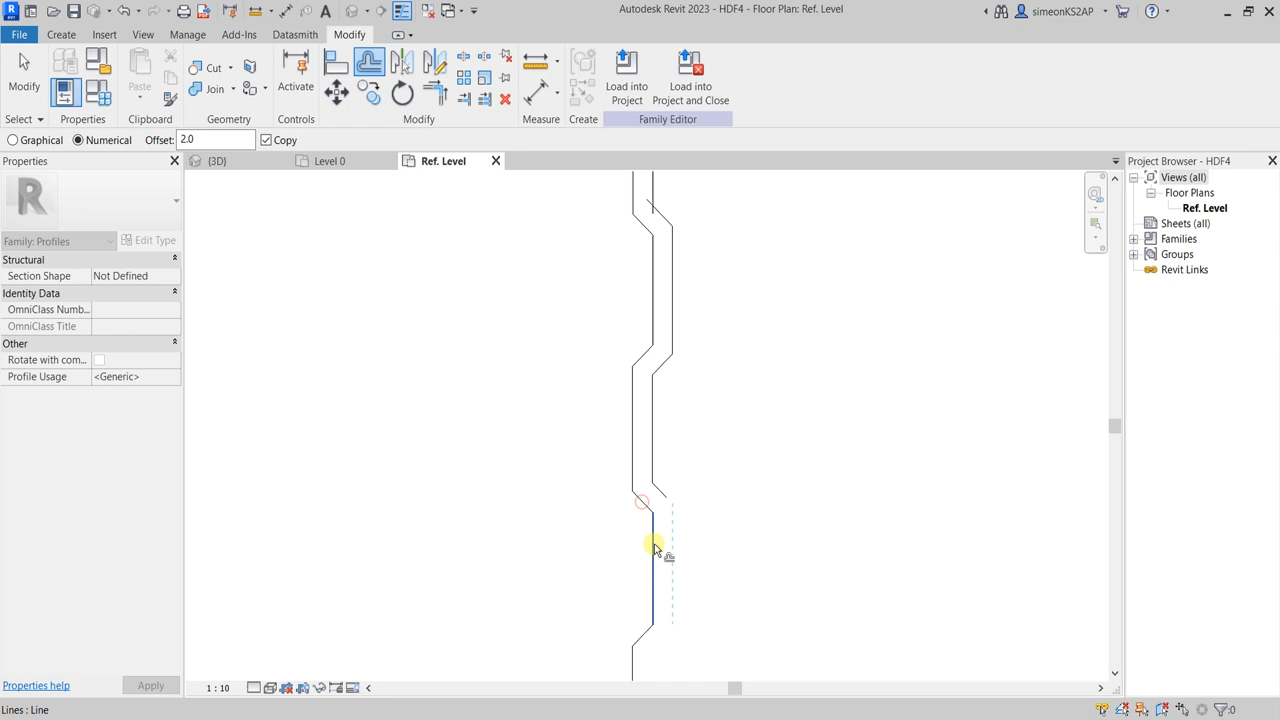 Autodesk Revit 2023 - HDF4 - Floor Plan: Ref. Level
simeonKS2AP
File Create Insert View Manage Add-Ins Datasmith Modify
Modify
Paste
Cut
Join
Activate
Load into
Project
Load into
Project and Close
Select Properties Clipboard Geometry Controls Modify Measure Create Family Editor
Graphical Numerical Offset: 2.0 Copy
Properties
{3D} Level 0 Ref. Level
Project Browser - HDF4
R
Family: Profiles Edit Type
Structural
Section Shape Not Defined
Identity Data
OmniClass Numb...
OmniClass Title
Other
Rotate with com...
Profile Usage <Generic>
Views (all)
Floor Plans
Ref. Level
Sheets (all)
Families
Groups
Revit Links
Properties help Apply
1 : 10
Lines : Line
:0